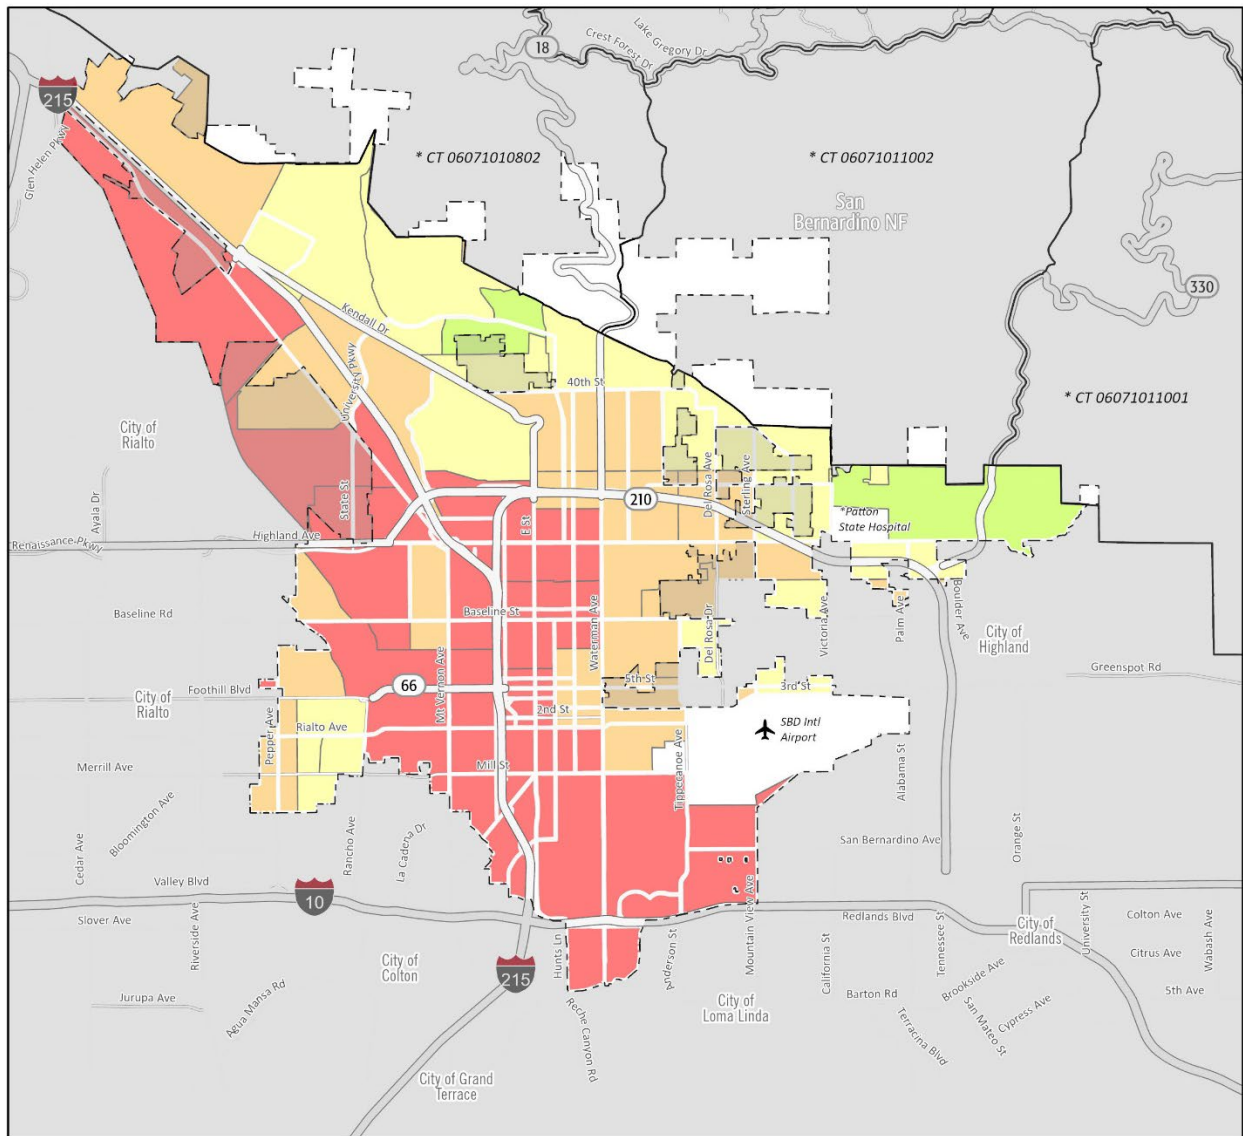 18
Lake Gregory Dr
Crest Forest Dr
215
Glen Helen Pkwy
* CT 06071010802
* CT 06071011002
San
Bernardino NF
330
Kendall Dr
University Pkwy
40th St
* CT 06071011001
City of
Rialto
Ayala Dr
State St
Del Rosa Ave
Sterling Ave
210
*Patton
State Hospital
E St
Highland Ave
Renaissance Pkwy
Baseline Rd
Baseline St
Waterman Ave
Del Rosa Dr
Victoria Ave
Palm Ave
Boulder Ave
City of
Highland
Mt Vernon Ave
Greenspot Rd
City of
Rialto
Foothill Blvd
66
5th St
3rd St
2nd St
Pepper Ave
Rialto Ave
SBD Intl
Airport
Merrill Ave
Mill St
Tippecanoe Ave
Alabama St
Bloomington Ave
Cedar Ave
Rancho Ave
La Cadena Dr
San Bernardino Ave
Orange St
Valley Blvd
10
Slover Ave
Riverside Ave
Mountain View Ave
Redlands Blvd
University St
Colton Ave
City of
Redlands
Wabash Ave
Hunts Ln
Anderson St
California St
Tennessee St
Citrus Ave
City of
Colton
215
Brookside Ave
5th Ave
Jurupa Ave
Agua Mansa Rd
Reche Canyon Rd
City of
Loma Linda
Barton Rd
Terracina Blvd
San Mateo St
Cypress Ave
City of Grand
Terrace